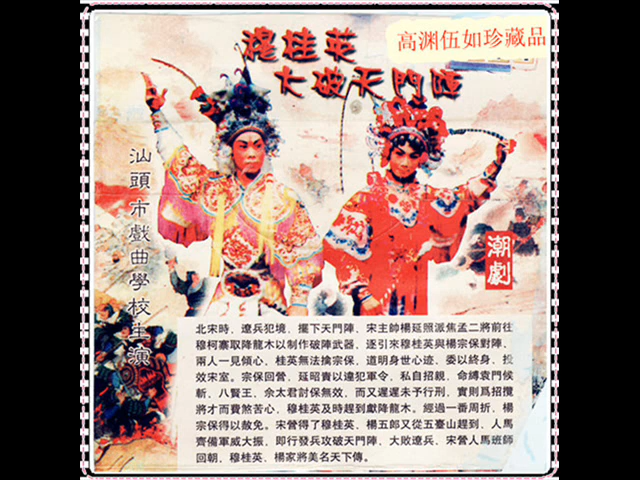 穆桂英
大破天門陣
高渊伍如珍藏品
汕頭市戲曲學校生演
潮劇
北宋時﹑遼兵犯境﹑擺下天門陣﹑宋主帥楊延照派焦孟二將前往
穆柯寨取降龍木以制作破陣武器﹑逐引來穆桂英與楊宗保對陣﹑
兩人一見傾心﹑桂英無法擒宗保﹑道明身世心迹﹑委以終身﹑投
效宋室。宗保回營﹑延昭責以違犯軍令﹑私自招親﹑命縛袁門候
斬﹐八賢王﹑佘太君討保無效﹐而又遲遲未予行刑﹐實則爲招攬
將才而費煞苦心﹑穆桂英及時趕到獻降龍木。經過一番周折﹐楊
宗保得以赦免。宋營得了穆桂英﹑楊五郎又從五臺山趕到﹐人馬
齊備軍威大振﹐即行發兵攻破天門陣﹐大敗遼兵﹑宋營人馬班師
回朝﹐穆桂英﹑楊家將美名天下傳。